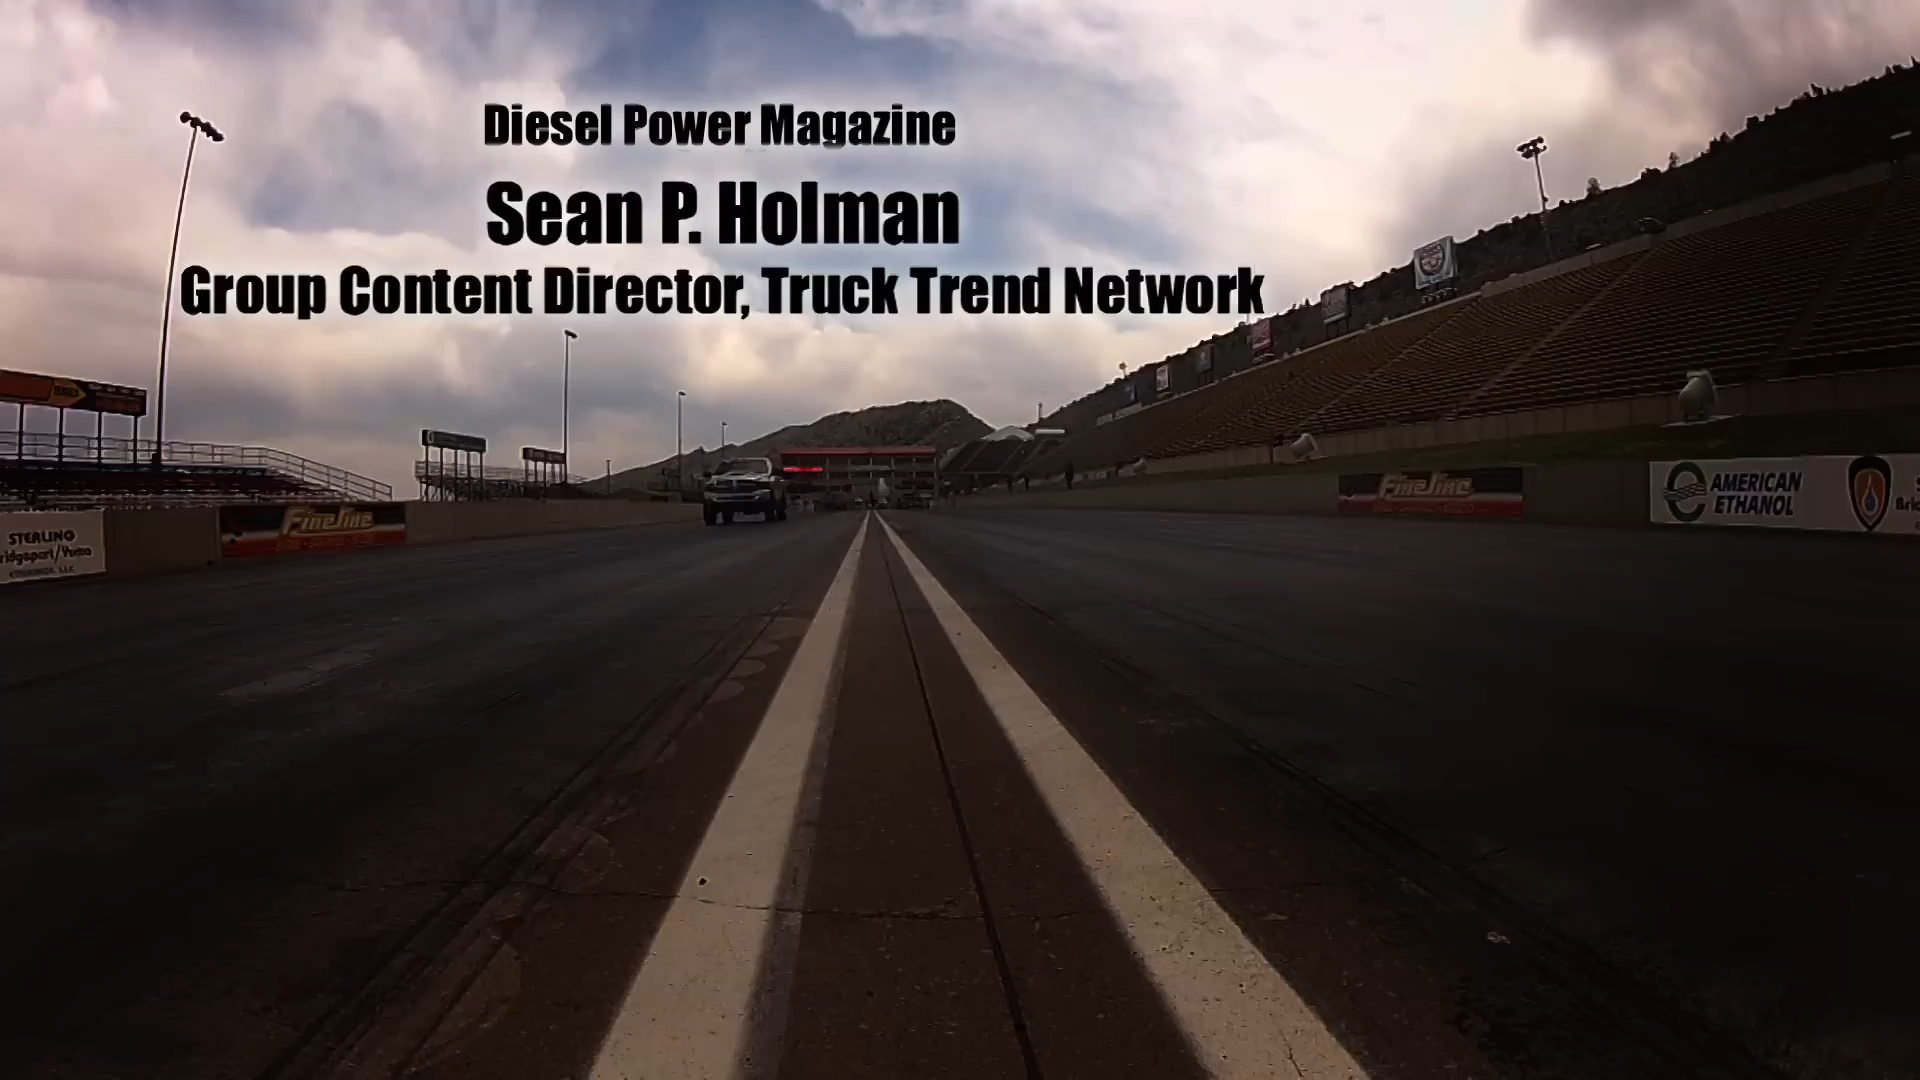 Diesel Power Magazine
Sean P. Holman
Group Content Director, Truck Trend Network
STERLING
FineLine
FineLine
AMERICAN
ETHANOL